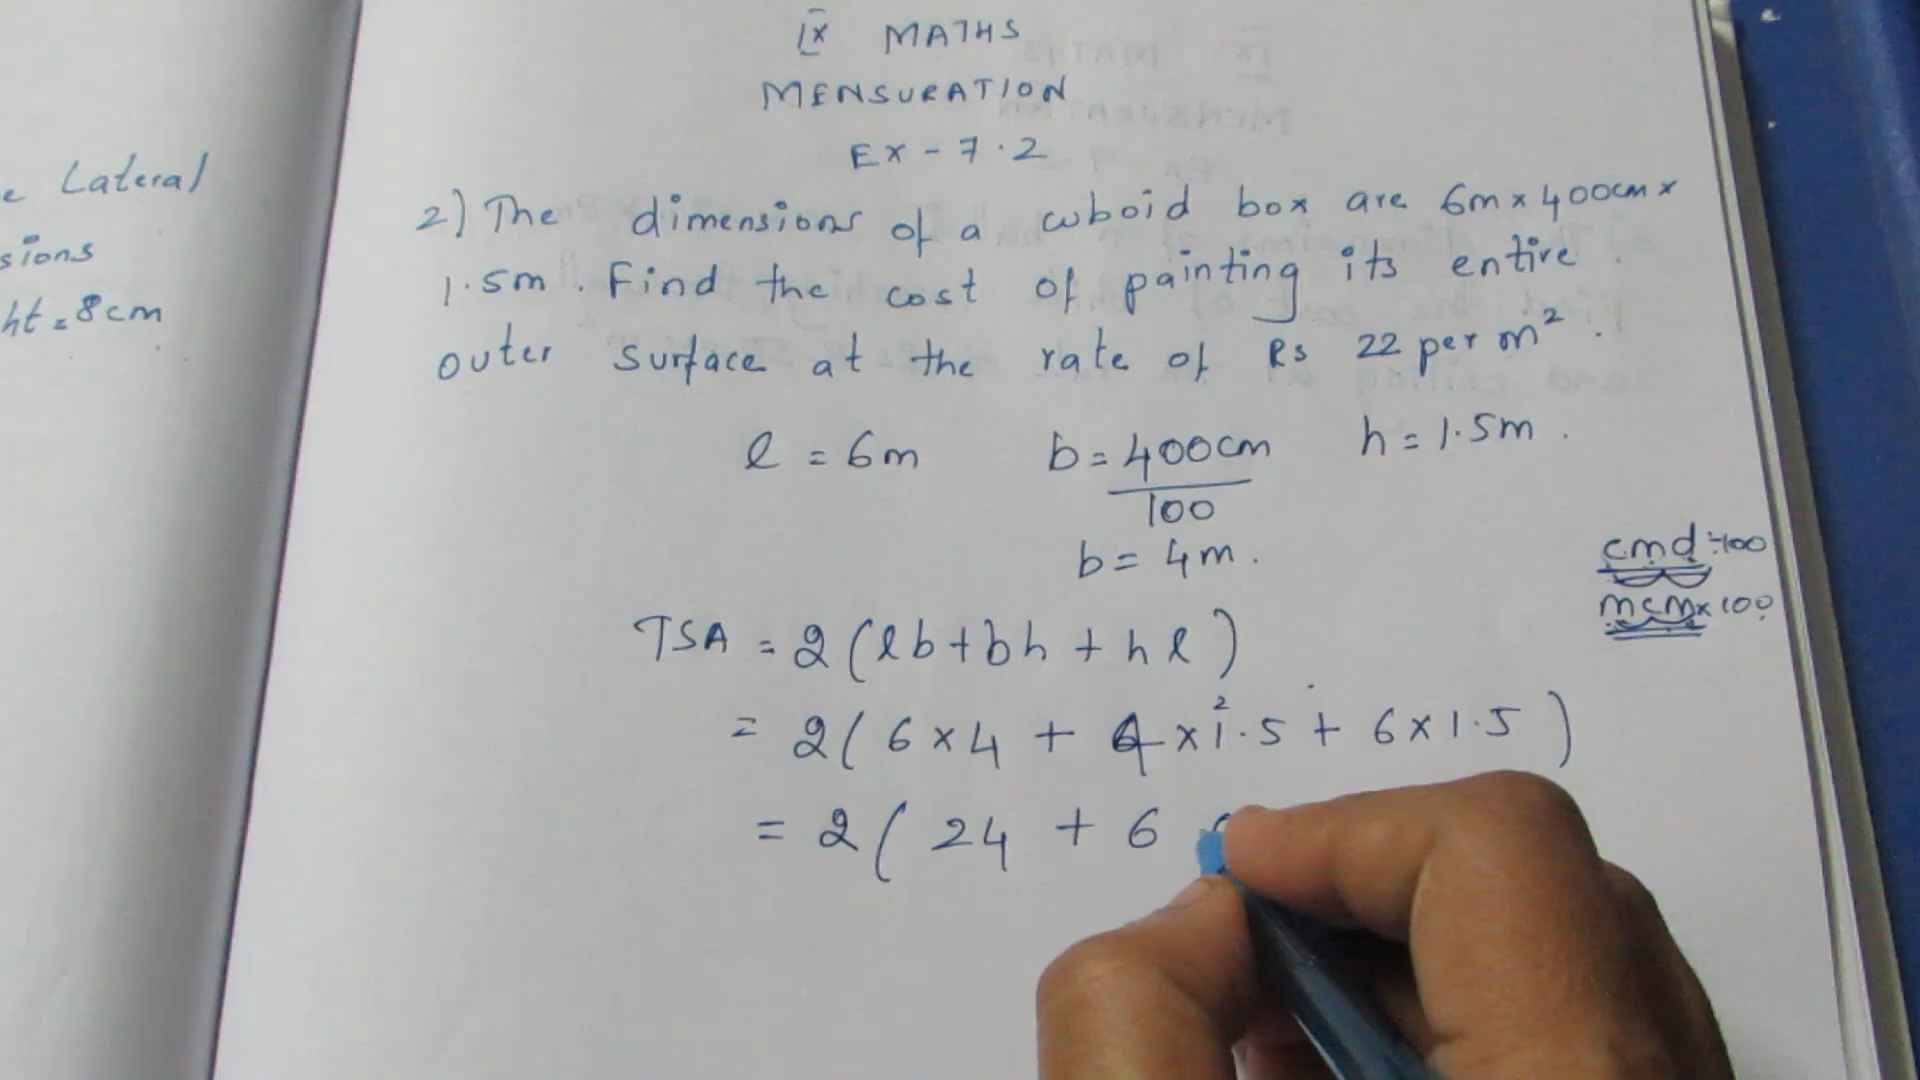 e Lateral
sions
ht = 8cm
IX MATHS
MENSURATION
EX - 7.2
2) The dimensions of a cuboid box are 6m x 400cm x
1.5m. Find the cost of painting its entire
outer surface at the rate of Rs 22 per m².
l = 6m b = 400cm h = 1.5m.
100
b = 4m.
cmd ÷ 100
mcm x 100
TSA = 2(lb + bh + hl)
= 2(6 x 4 + 4 x 1.5 + 6 x 1.5)
= 2(24 + 6